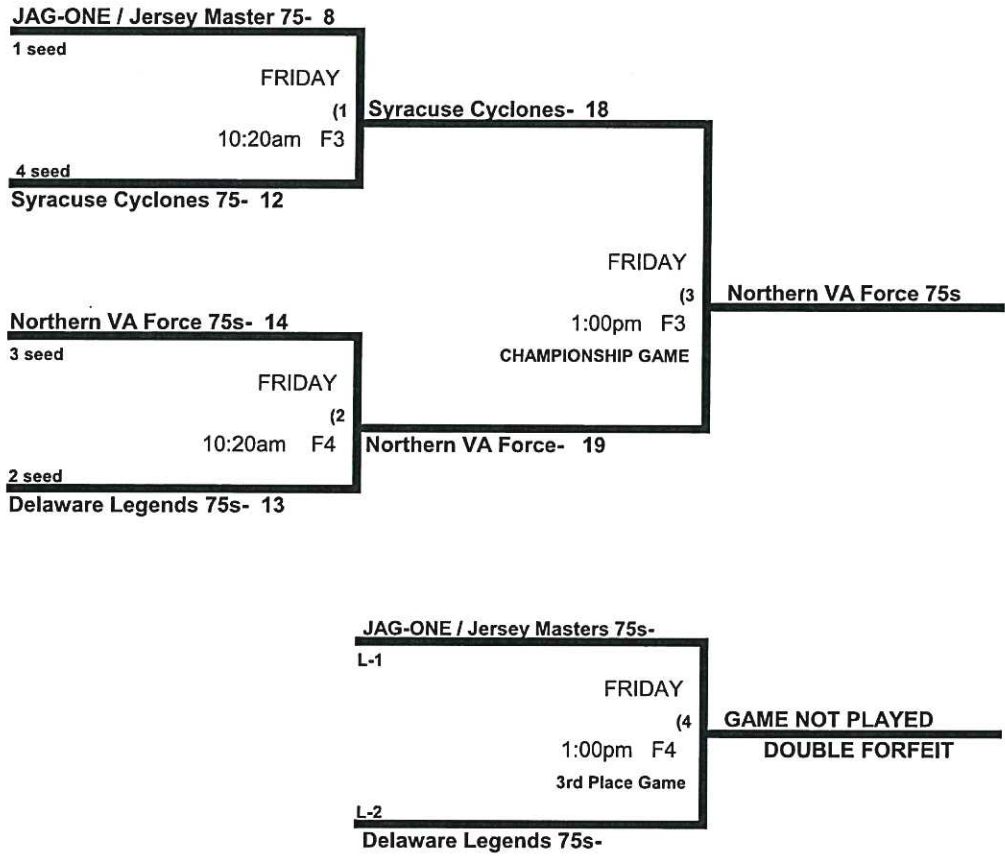 JAG-ONE / Jersey Master 75- 8
1 seed
FRIDAY
(1
10:20am F3
4 seed
Syracuse Cyclones 75- 12
Syracuse Cyclones- 18
FRIDAY
(3
1:00pm F3
CHAMPIONSHIP GAME
Northern VA Force 75s
Northern VA Force 75s- 14
3 seed
FRIDAY
(2
10:20am F4
2 seed
Delaware Legends 75s- 13
Northern VA Force- 19
JAG-ONE / Jersey Masters 75s-
L-1
FRIDAY
(4
1:00pm F4
3rd Place Game
L-2
Delaware Legends 75s-
GAME NOT PLAYED
DOUBLE FORFEIT